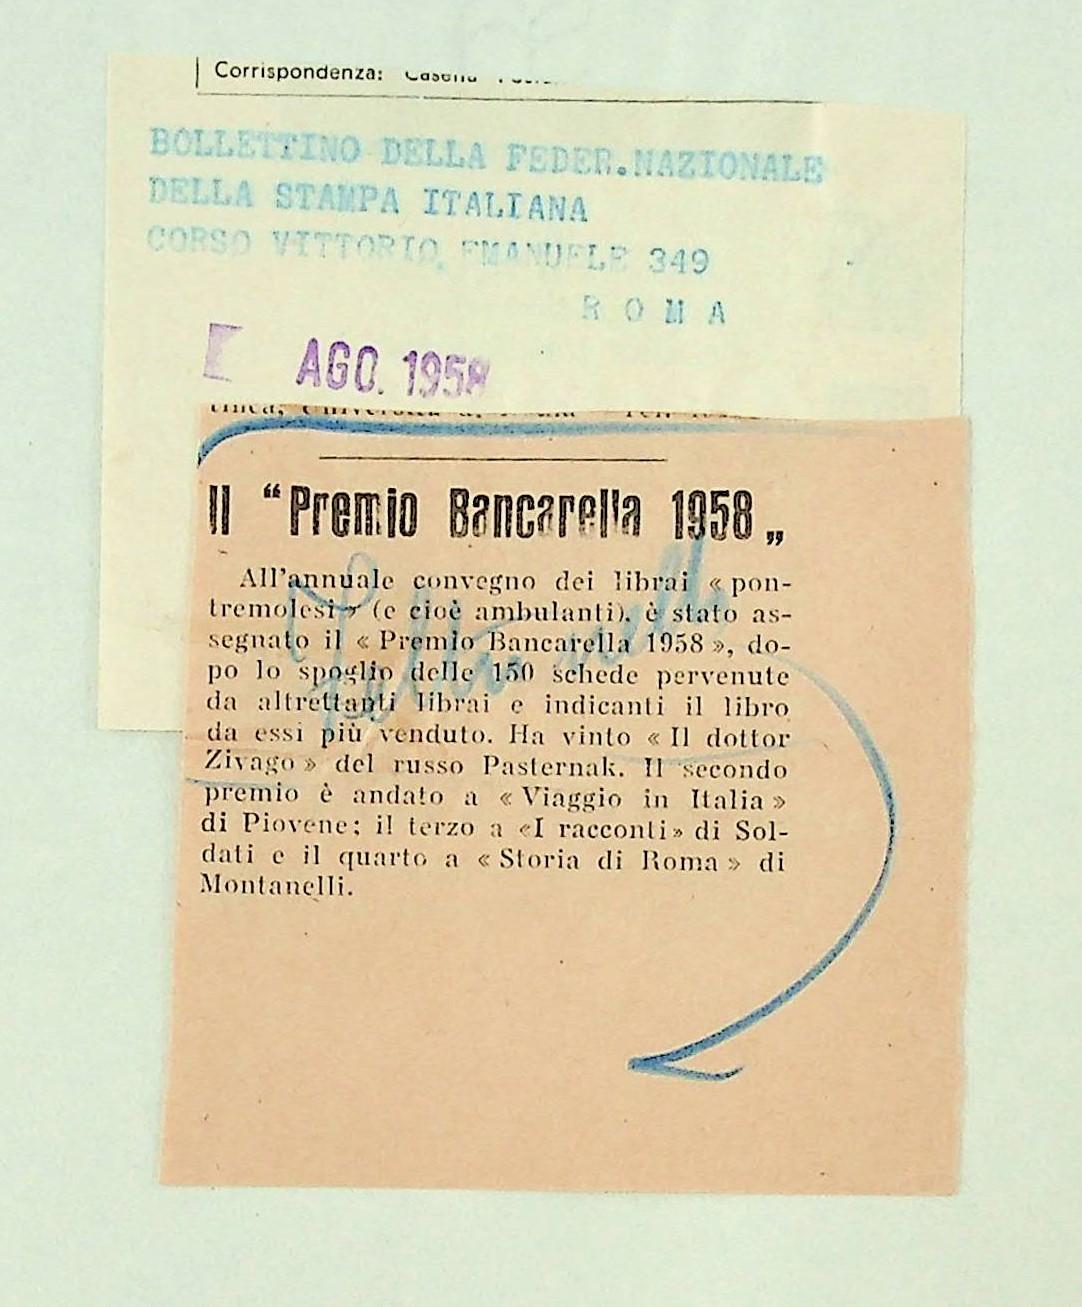 Corrispondenza: Casella
BOLLETTINO DELLA FEDER.NAZIONALE
DELLA STAMPA ITALIANA
CORSO VITTORIO EMANUELE 349
R O M A
AGO. 1958
Il “Premio Bancarella 1958„
All'annuale convegno dei librai « pon-
tremolesi » (e cioè ambulanti), è stato as-
segnato il « Premio Bancarella 1958 », do-
po lo spoglio delle 150 schede pervenute
da altrettanti librai e indicanti il libro
da essi più venduto. Ha vinto « Il dottor
Zivago » del russo Pasternak. Il secondo
premio è andato a « Viaggio in Italia »
di Piovene; il terzo a «I racconti» di Sol-
dati e il quarto a « Storia di Roma » di
Montanelli.